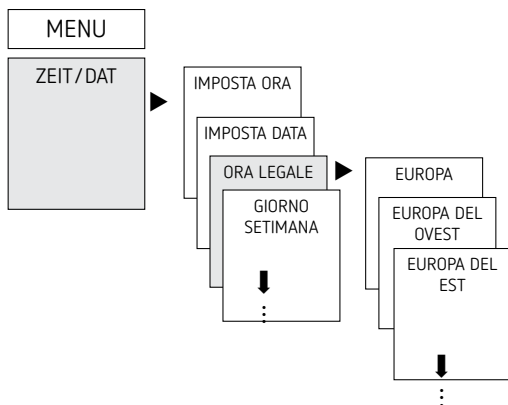 MENU
ZEIT/DAT
IMPOSTA ORA
IMPOSTA DATA
ORA LEGALE
GIORNO
SETIMANA
EUROPA
EUROPA DEL
OVEST
EUROPA DEL
EST